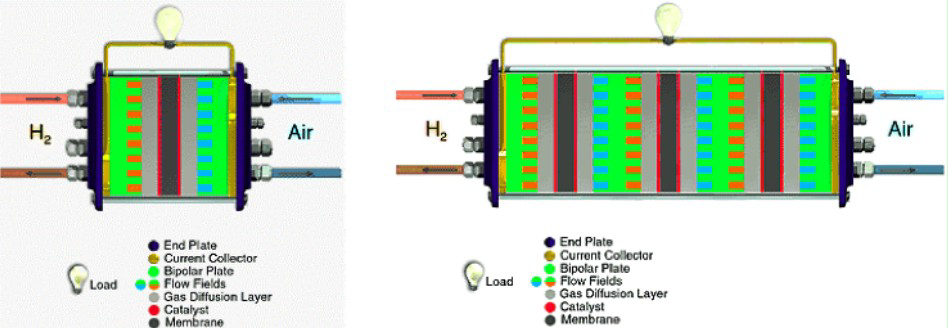 H2
Air
Load
End Plate
Current Collector
Bipolar Plate
Flow Fields
Gas Diffusion Layer
Catalyst
Membrane
H2
Air
Load
End Plate
Current Collector
Bipolar Plate
Flow Fields
Gas Diffusion Layer
Catalyst
Membrane